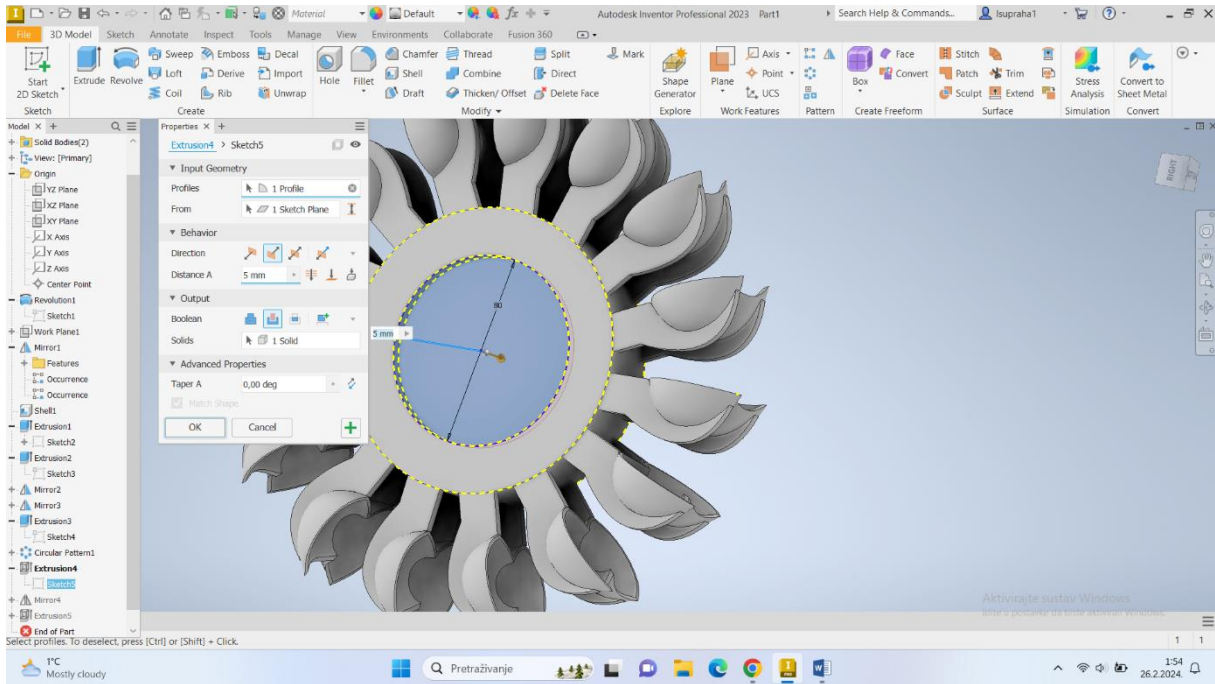 Material
Default
Autodesk Inventor Professional 2023 Part1
Search Help & Commands...
lsupraha1
File 3D Model Sketch Annotate Inspect Tools Manage View Environments Collaborate Fusion 360
Start
2D Sketch
Extrude Revolve
Sweep Emboss Decal
Loft Derive Import
Coil Rib Unwrap
Hole Fillet
Chamfer Thread Split Mark
Shell Combine Direct
Draft Thicken/ Offset Delete Face
Shape
Generator
Plane
Axis
Point
UCS
Box
Face
Convert
Stitch
Patch Trim
Sculpt Extend
Stress
Analysis
Convert to
Sheet Metal
Sketch Create Modify Explore Work Features Pattern Create Freeform Surface Simulation Convert
Model
Solid Bodies(2)
View: [Primary]
Origin
YZ Plane
XZ Plane
XY Plane
X Axis
Y Axis
Z Axis
Center Point
Revolution1
Sketch1
Work Plane1
Mirror1
Features
Occurrence
Occurrence
Shell1
Extrusion1
Sketch2
Extrusion2
Sketch3
Mirror2
Mirror3
Extrusion3
Sketch4
Circular Pattern1
Extrusion4
Sketch5
Mirror4
Extrusion5
End of Part
Properties
Extrusion4 > Sketch5
Input Geometry
Profiles 1 Profile
From 1 Sketch Plane
Behavior
Direction
Distance A 5 mm
Output
Boolean
Solids 1 Solid
Advanced Properties
Taper A 0,00 deg
Match Shape
OK Cancel
5 mm
RIGHT
Aktivirajte sustav Windows
Select profiles. To deselect, press [Ctrl] or [Shift] + Click.
1 1
1°C
Mostly cloudy
Pretraživanje
1:54
26.2.2024.